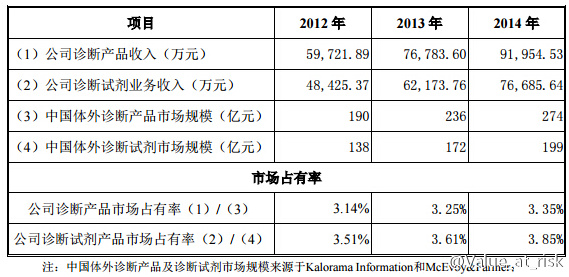 项目 2012 年 2013 年 2014 年
（1）公司诊断产品收入（万元） 59,721.89 76,783.60 91,954.53
（2）公司诊断试剂业务收入（万元） 48,425.37 62,173.76 76,685.64
（3）中国体外诊断产品市场规模（亿元） 190 236 274
（4）中国体外诊断试剂市场规模（亿元） 138 172 199
市场占有率
公司诊断产品市场占有率（1）/（3） 3.14% 3.25% 3.35%
公司诊断试剂产品市场占有率（2）/（4） 3.51% 3.61% 3.85%
注：中国体外诊断产品及诊断试剂市场规模来源于Kalorama Information和McEvoy&Farmer;
@Value_at_risk